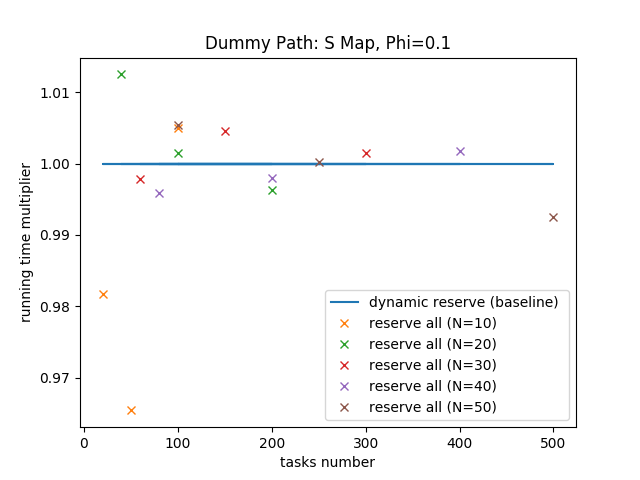 Dummy Path: S Map, Phi=0.1
running time multiplier
1.01
1.00
0.99
0.98
0.97
dynamic reserve (baseline)
reserve all (N=10)
reserve all (N=20)
reserve all (N=30)
reserve all (N=40)
reserve all (N=50)
0 100 200 300 400 500
tasks number